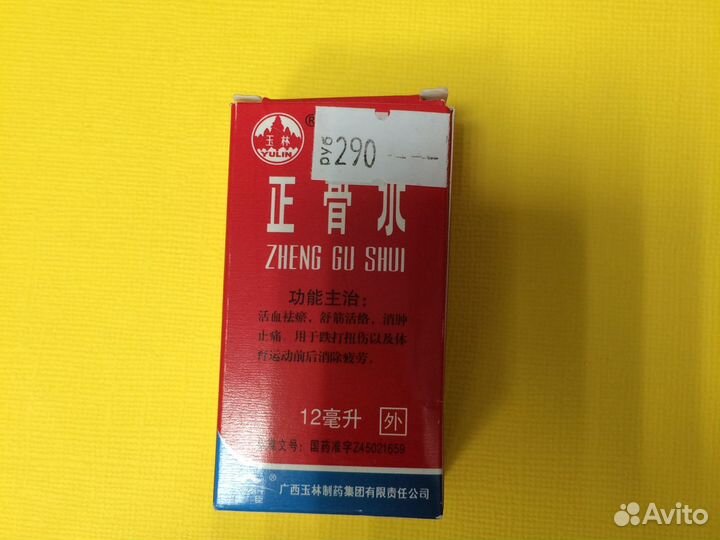 玉林
YULIN
®
руб 290
正骨水
ZHENG GU SHUI
功能主治：
活血祛瘀，舒筋活络，消肿
止痛。用于跌打扭伤以及体
育运动前后消除疲劳。
12毫升 外
文号：国药准字Z45021659
®
广西玉林制药集团有限责任公司
Avito